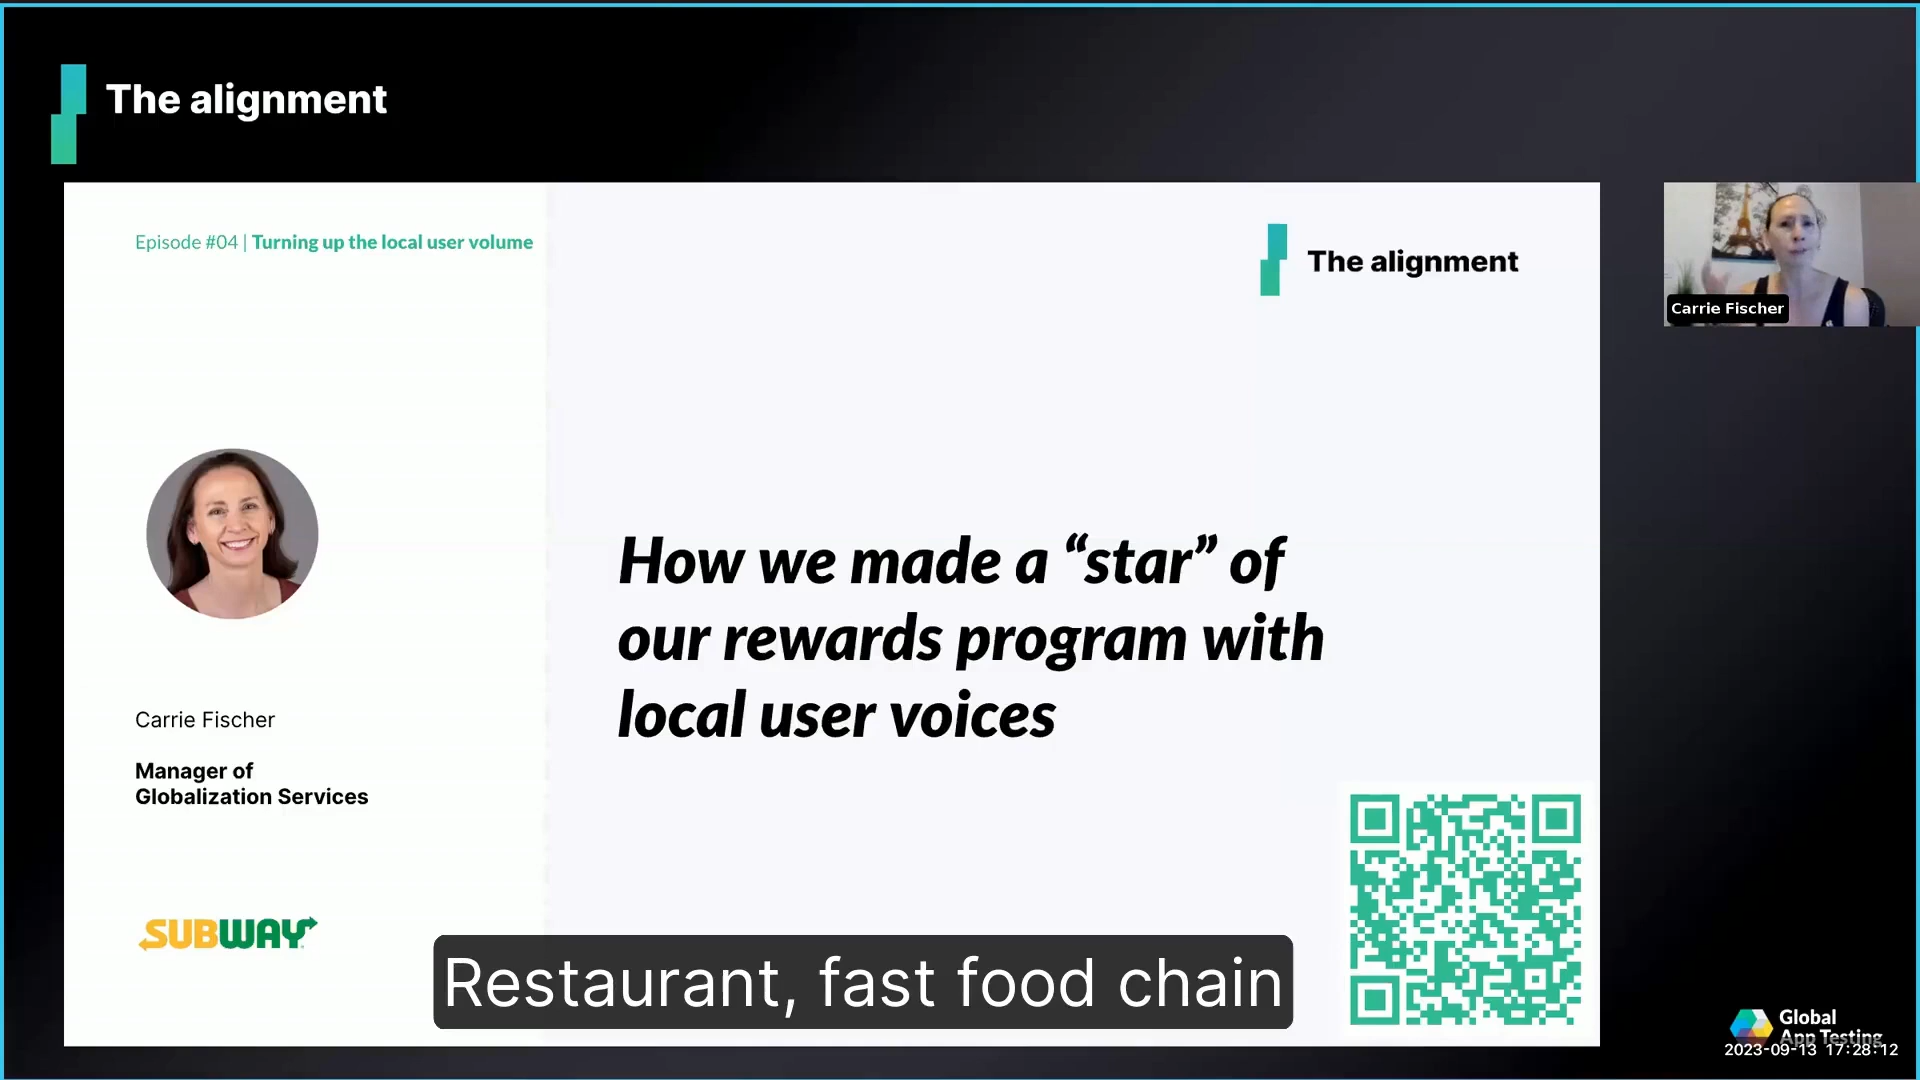 The alignment
Episode #04 | Turning up the local user volume
The alignment
Carrie Fischer
How we made a “star” of
our rewards program with
local user voices
Carrie Fischer
Manager of
Globalization Services
SUBWAY
Restaurant, fast food chain
Global
App Testing
2023-09-13 17:28:12